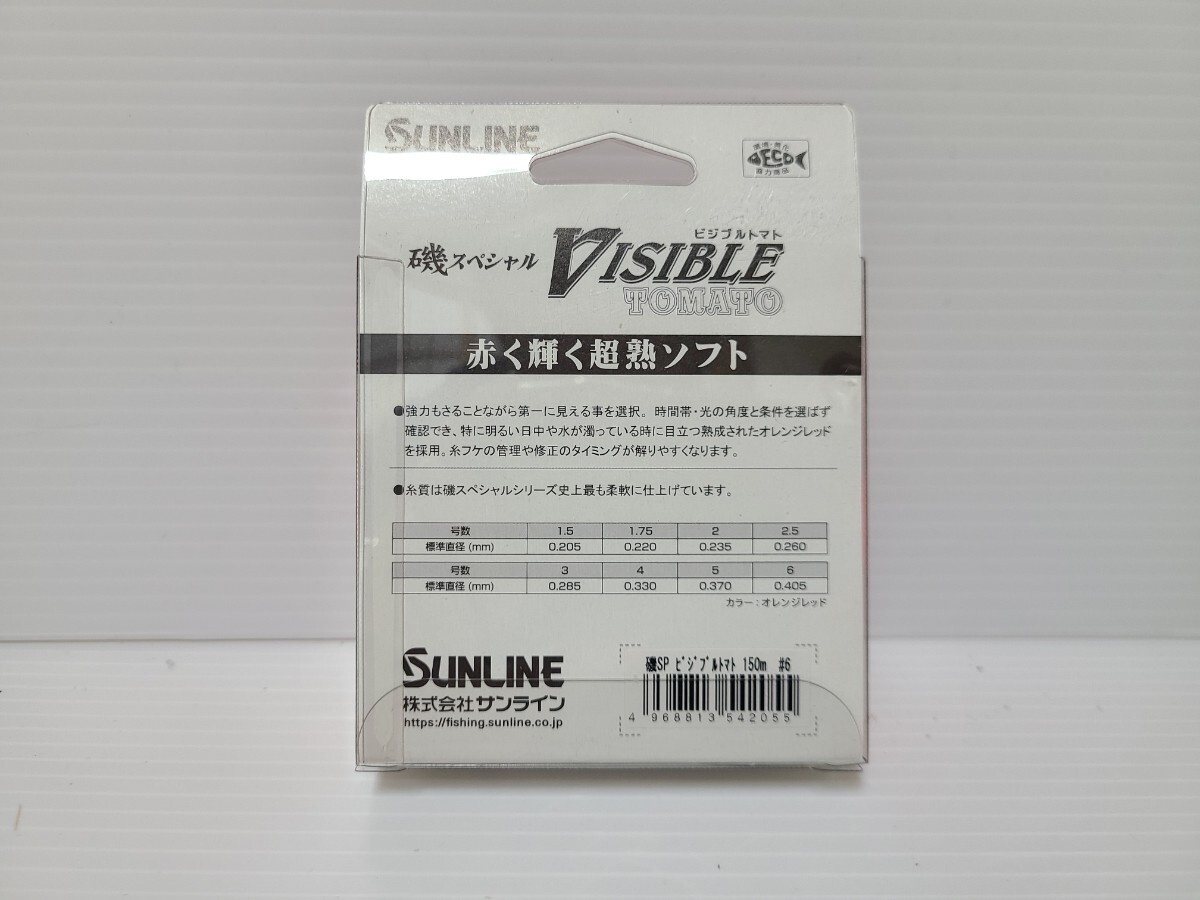 SUNLINE
環境・美化
ECO
協力商品
ビジブルトマト
磯スペシャル VISIBLE
TOMATO
赤く輝く超熟ソフト
●強力もさることながら第一に見える事を選択。時間帯・光の角度と条件を選ばず
確認でき、特に明るい日中や水が濁っている時に目立つ熟成されたオレンジレッド
を採用。糸フケの管理や修正のタイミングが解りやすくなります。
●糸質は磯スペシャルシリーズ史上最も柔軟に仕上げています。
号数 1.5 1.75 2 2.5
標準直径(mm) 0.205 0.220 0.235 0.260
号数 3 4 5 6
標準直径(mm) 0.285 0.330 0.370 0.405
カラー:オレンジレッド
SUNLINE
株式会社サンライン
https://fishing.sunline.co.jp
磯SP ビジブルトマト 150m #6
4 968813 542055